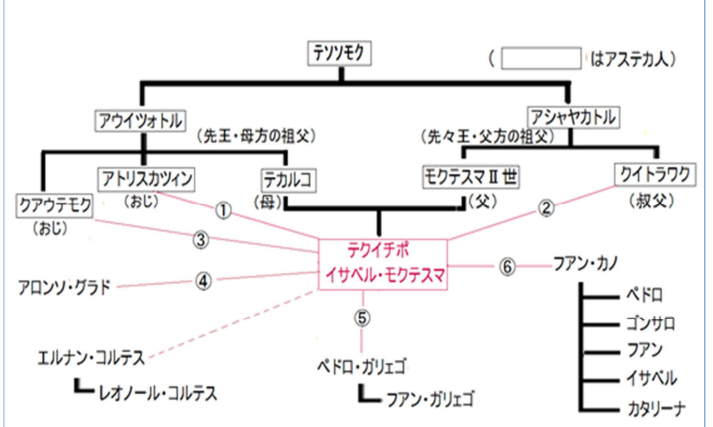 テソソモク
( はアステカ人)
アウイツォトル
アシャヤカトル
(先王・母方の祖父)
(先々王・父方の祖父)
クアウテモク
(おじ)
アトリスカツィン
(おじ)
テカルコ
(母)
モクテスマⅡ世
(父)
クイトラワク
(叔父)
①
②
③
テクイチポ
イサベル・モクテスマ
④
アロンソ・グラド
⑤
⑥
フアン・カノ
ペドロ
ゴンサロ
フアン
イサベル
カタリーナ
エルナン・コルテス
レオノール・コルテス
ペドロ・ガリェゴ
フアン・ガリェゴ